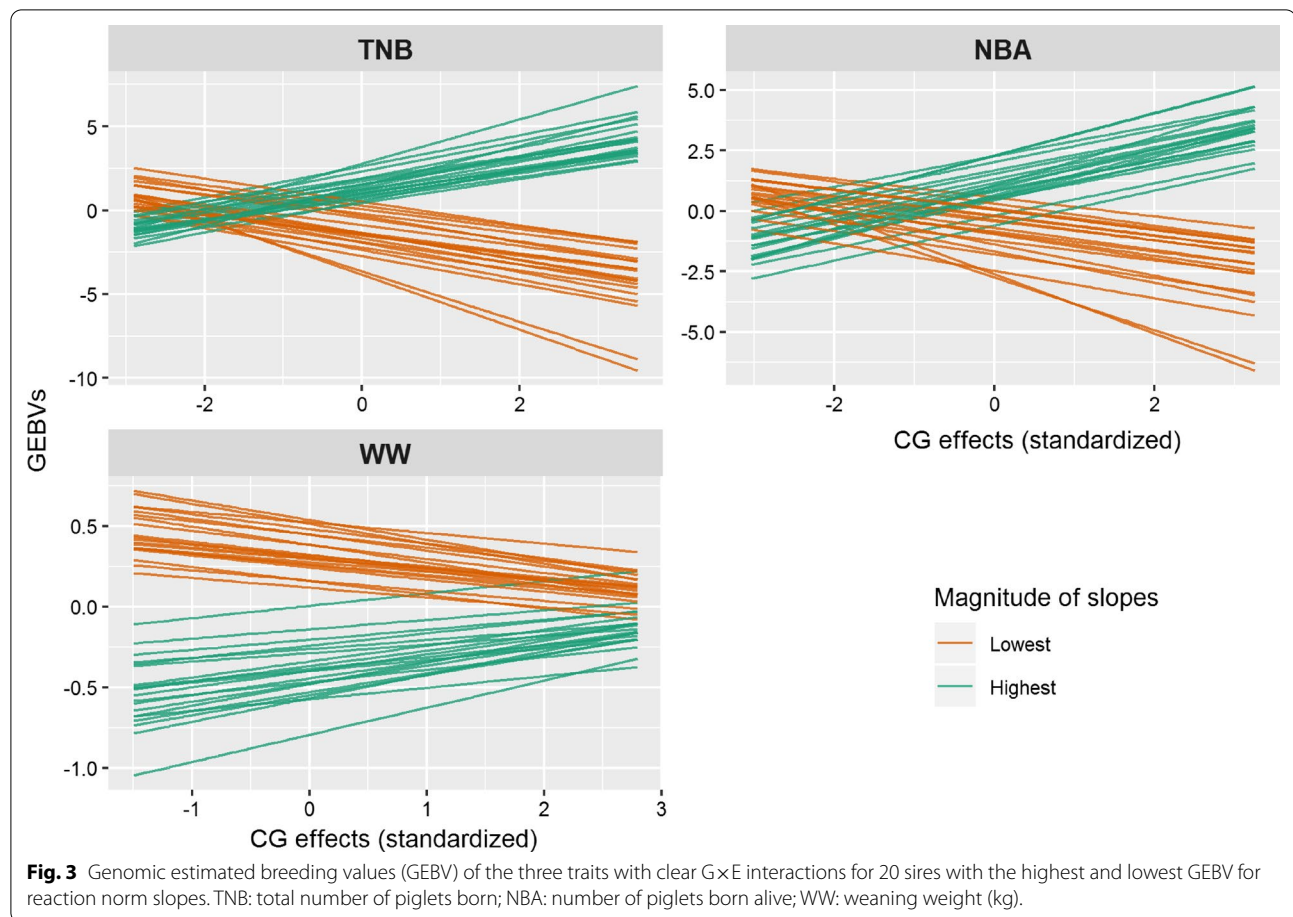 TNB
NBA
5
0
-5
-10
-2
0
2
5.0
2.5
0.0
-2.5
-5.0
-2
0
2
CG effects (standardized)
GEBVs
WW
0.5
0.0
-0.5
-1.0
-1
0
1
2
3
CG effects (standardized)
Magnitude of slopes
Lowest
Highest
Fig. 3 Genomic estimated breeding values (GEBV) of the three traits with clear G×E interactions for 20 sires with the highest and lowest GEBV for
reaction norm slopes. TNB: total number of piglets born; NBA: number of piglets born alive; WW: weaning weight (kg).